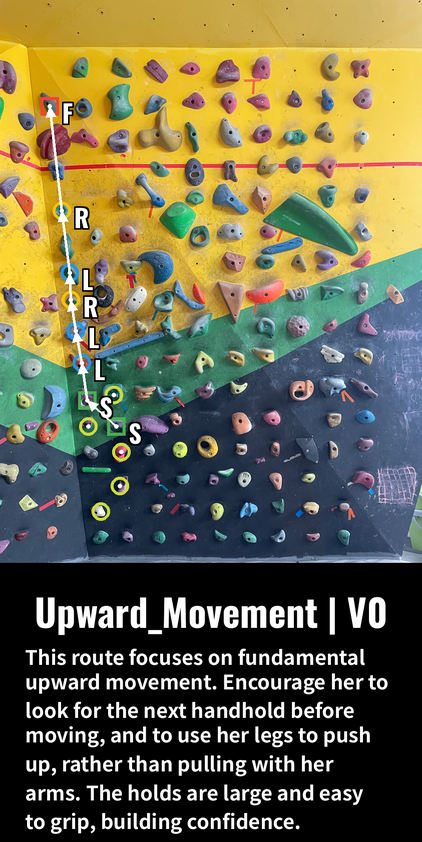 F
R
L
R
L
L
S
S
Upward_Movement | V0
This route focuses on fundamental
upward movement. Encourage her to
look for the next handhold before
moving, and to use her legs to push
up, rather than pulling with her
arms. The holds are large and easy
to grip, building confidence.